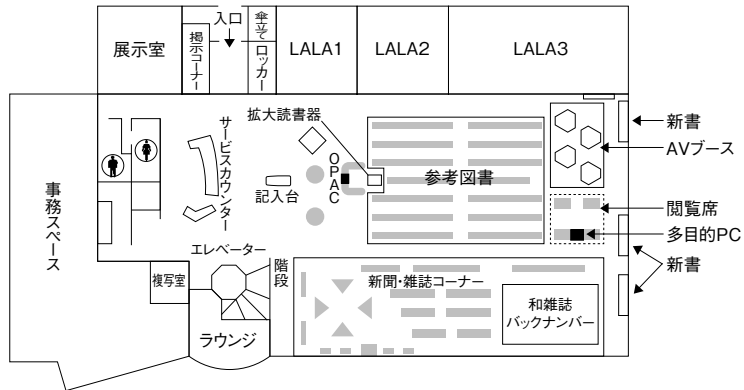 入口
傘立て
ロッカー
掲示コーナー
展示室
LALA1
LALA2
LALA3
拡大読書器
新書
AVブース
サービスカウンター
OPAC
参考図書
記入台
閲覧席
多目的PC
事務スペース
エレベーター
階段
新聞・雑誌コーナー
新書
複写室
和雑誌
バックナンバー
ラウンジ